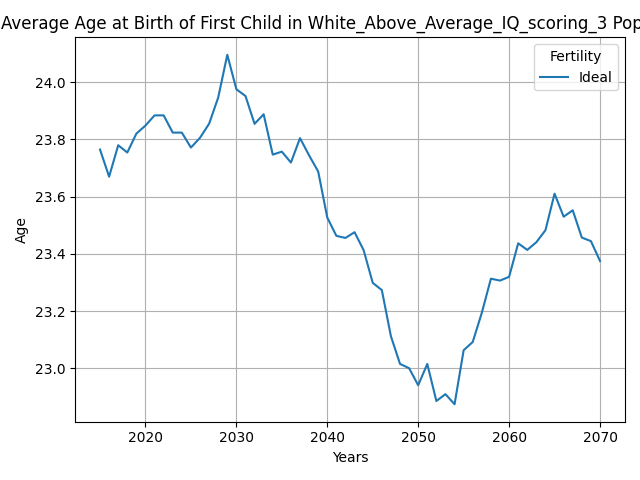 Average Age at Birth of First Child in White_Above_Average_IQ_scoring_3 Pop
Fertility
Ideal
Age
24.0
23.8
23.6
23.4
23.2
23.0
2020 2030 2040 2050 2060 2070
Years